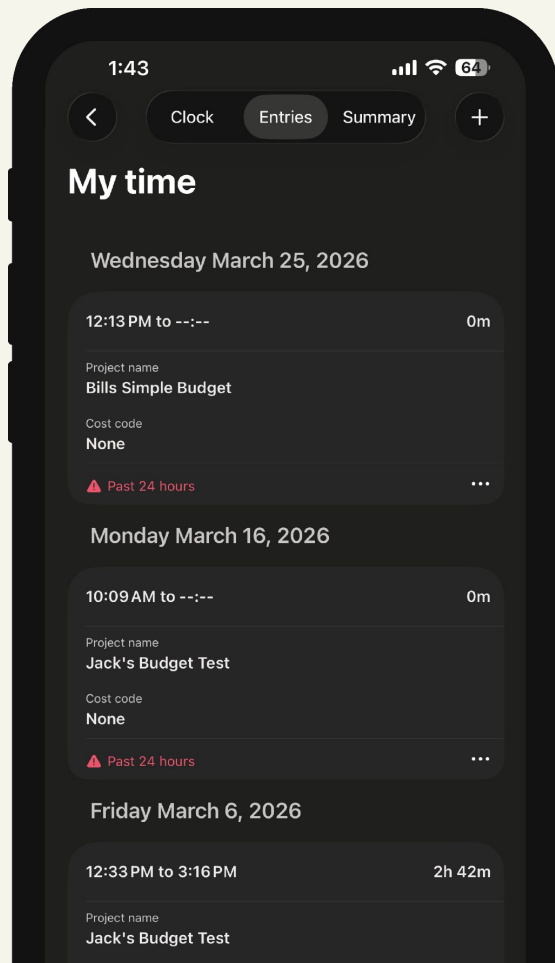 1:43
64
Clock
Entries
Summary
+
My time
Wednesday March 25, 2026
12:13 PM to --:--
0m
Project name
Bills Simple Budget
Cost code
None
Past 24 hours
Monday March 16, 2026
10:09 AM to --:--
0m
Project name
Jack's Budget Test
Cost code
None
Past 24 hours
Friday March 6, 2026
12:33 PM to 3:16 PM
2h 42m
Project name
Jack's Budget Test